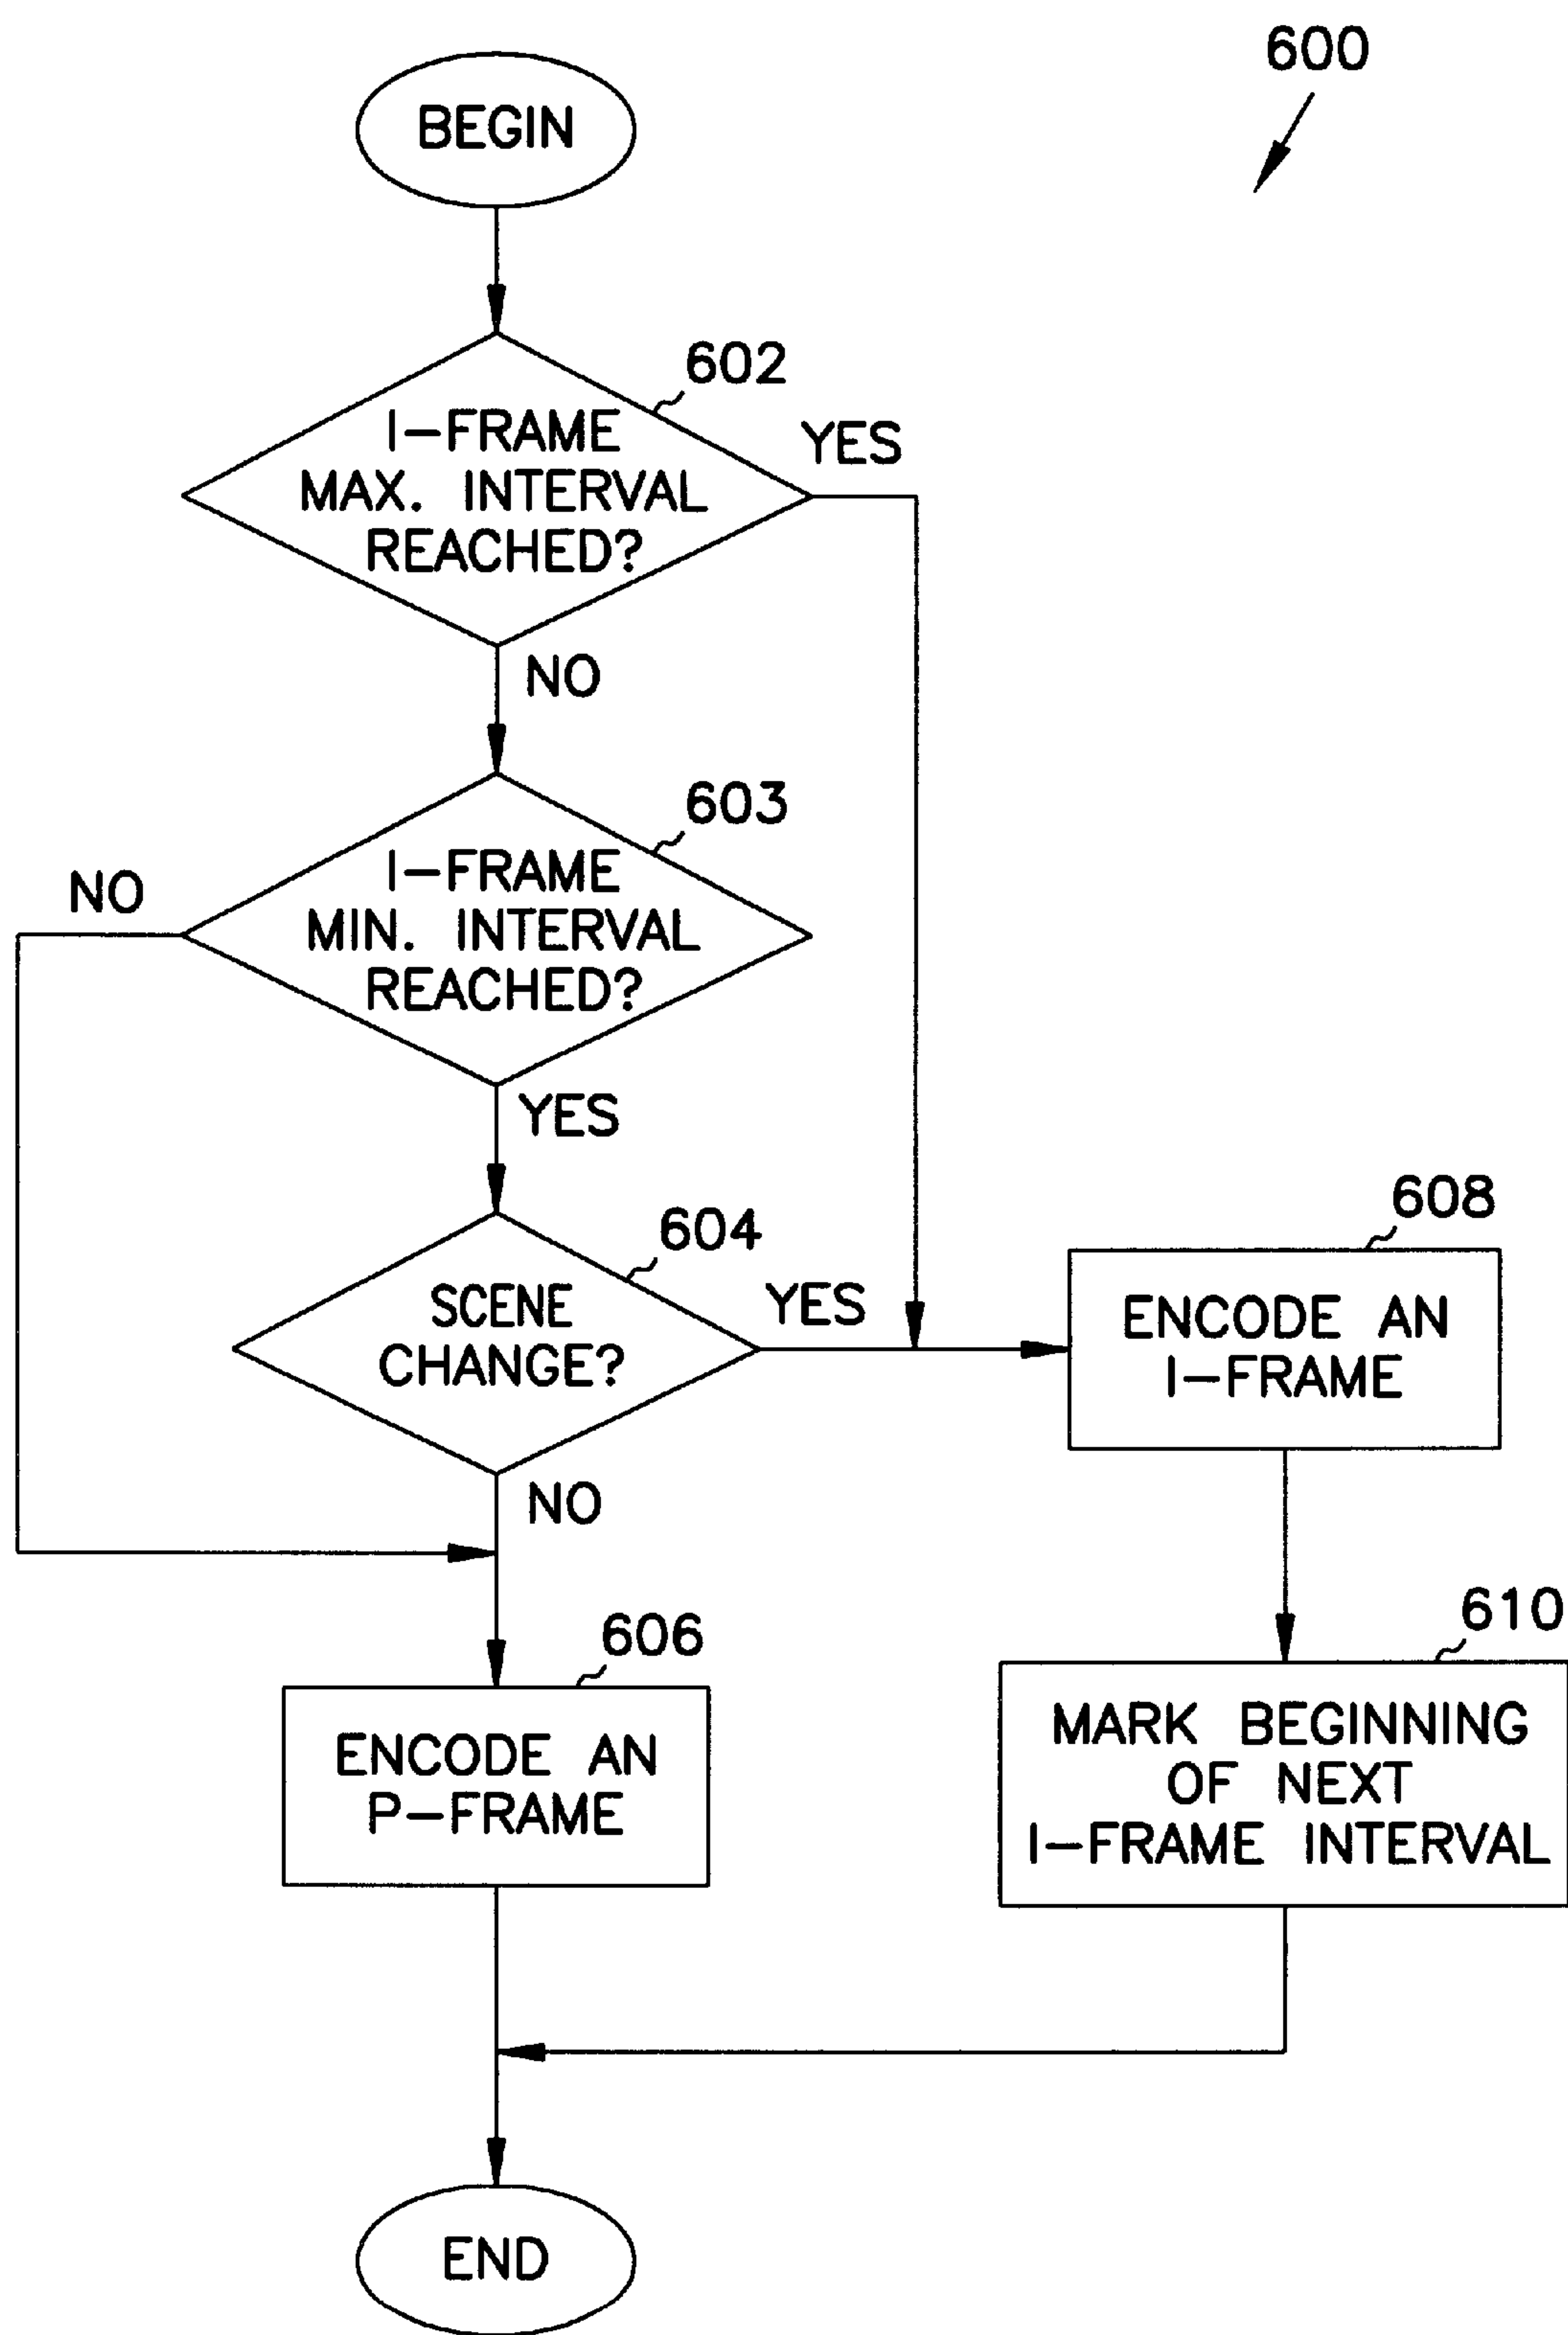 600
BEGIN
602
I-FRAME
MAX. INTERVAL
REACHED?
YES
NO
603
I-FRAME
MIN. INTERVAL
REACHED?
NO
YES
604
SCENE
CHANGE?
YES
NO
608
ENCODE AN
I-FRAME
606
ENCODE AN
P-FRAME
610
MARK BEGINNING
OF NEXT
I-FRAME INTERVAL
END